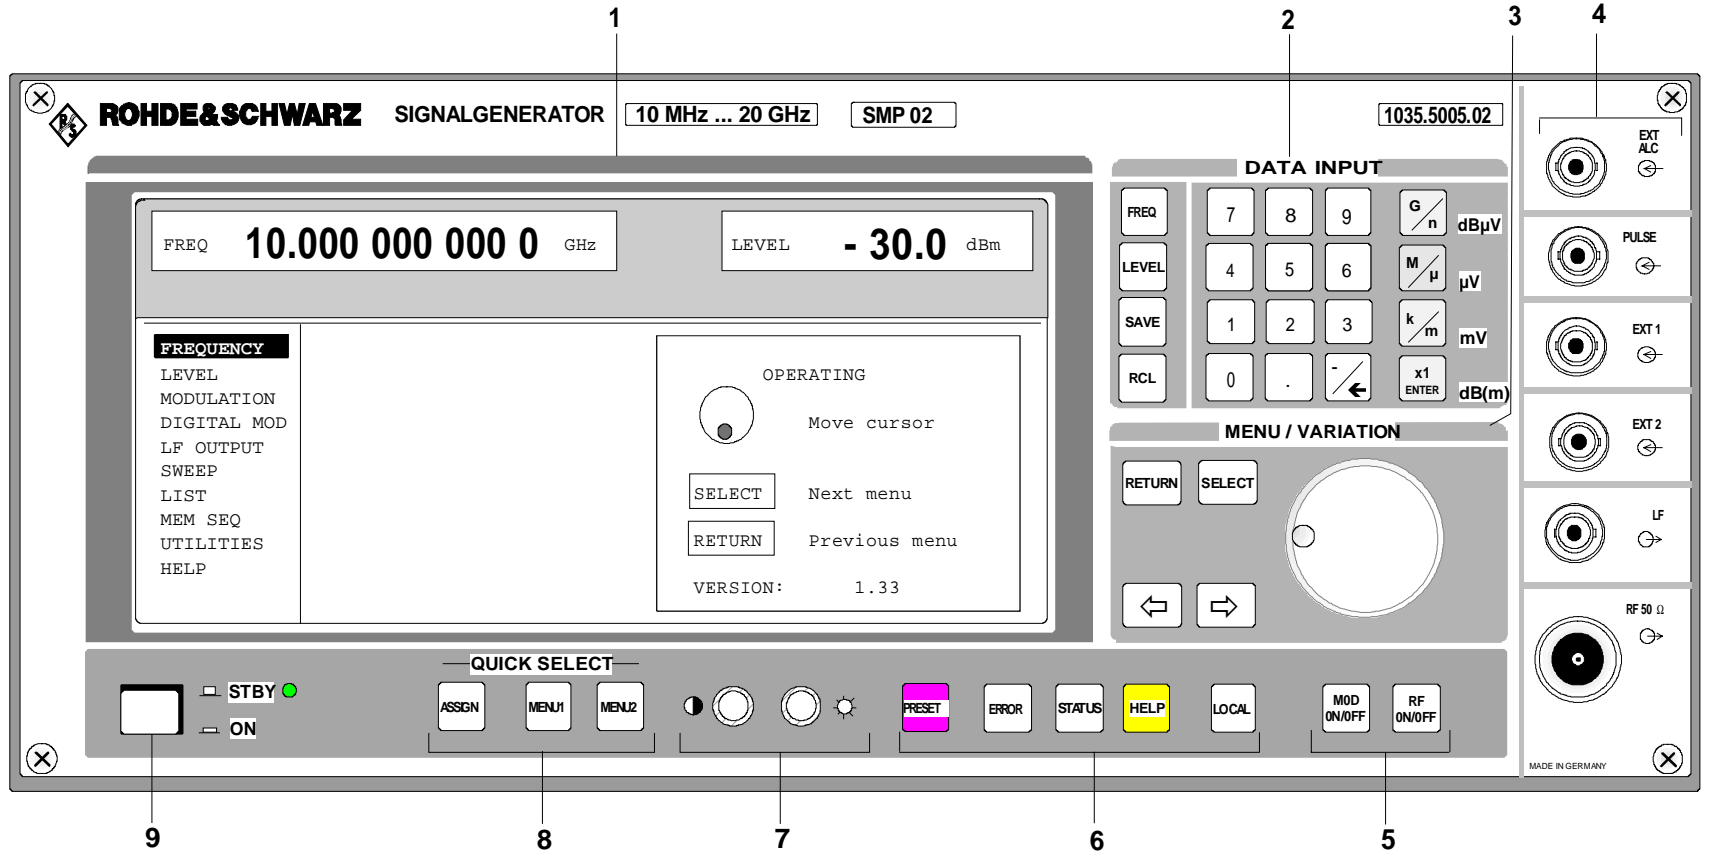 1
2
3
4
ROHDE&SCHWARZ SIGNALGENERATOR 10 MHz ... 20 GHz SMP 02 1035.5005.02
R/S
FREQ 10.000 000 000 0 GHz LEVEL - 30.0 dBm
FREQUENCY
LEVEL
MODULATION
DIGITAL MOD
LF OUTPUT
SWEEP
LIST
MEM SEQ
UTILITIES
HELP
OPERATING
Move cursor
SELECT Next menu
RETURN Previous menu
VERSION: 1.33
DATA INPUT
FREQ 7 8 9 G/n dBµV
LEVEL 4 5 6 M/µ µV
SAVE 1 2 3 k/m mV
RCL 0 . -/← x1 ENTER dB(m)
MENU / VARIATION
RETURN SELECT
⇦ ⇨
EXT
ALC
PULSE
EXT 1
EXT 2
LF
RF 50 Ω
MADE IN GERMANY
STBY
ON
QUICK SELECT
ASSIGN MENU1 MENU2
PRESET ERROR STATUS HELP LOCAL
MOD
ON/OFF
RF
ON/OFF
9
8
7
6
5